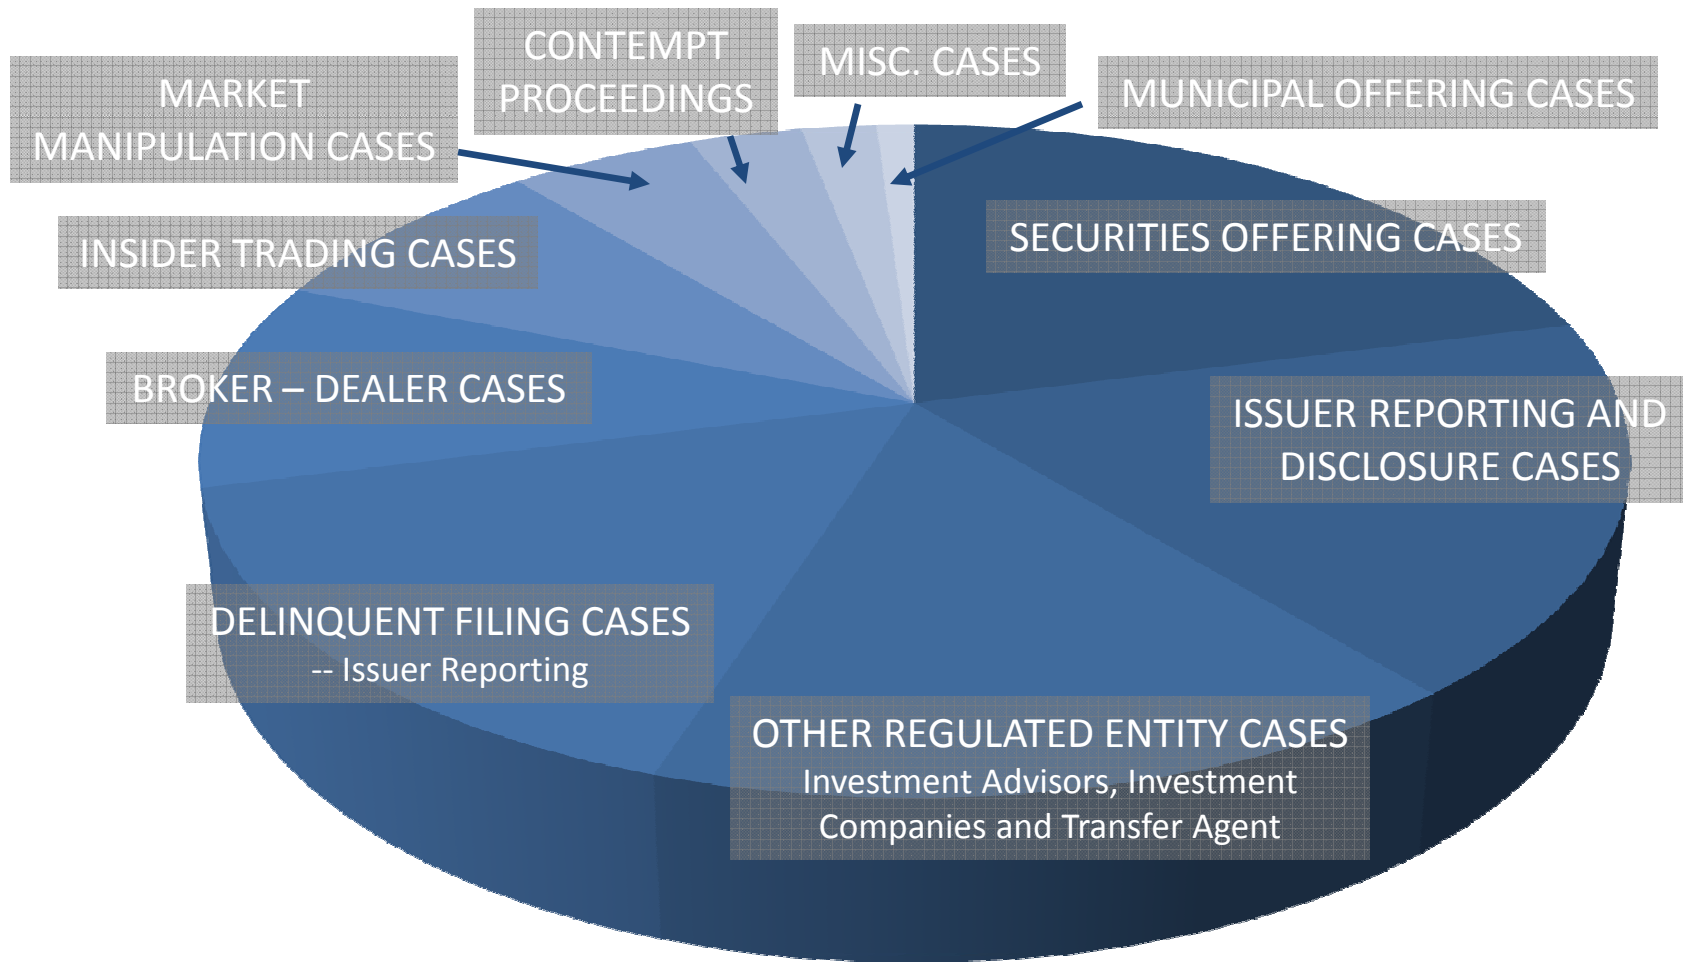 CONTEMPT
PROCEEDINGS
MISC. CASES
MUNICIPAL OFFERING CASES
MARKET
MANIPULATION CASES
SECURITIES OFFERING CASES
INSIDER TRADING CASES
BROKER – DEALER CASES
ISSUER REPORTING AND
DISCLOSURE CASES
DELINQUENT FILING CASES
-- Issuer Reporting
OTHER REGULATED ENTITY CASES
Investment Advisors, Investment
Companies and Transfer Agent